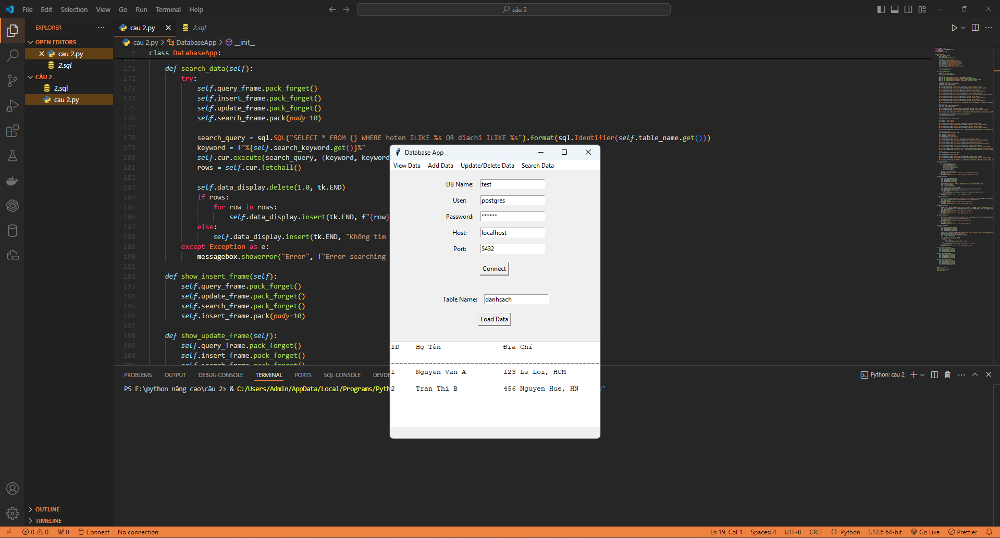 File Edit Selection View Go Run Terminal Help
câu 2
EXPLORER
OPEN EDITORS
cau 2.py
2.sql
CÂU 2
2.sql
cau 2.py
OUTLINE
TIMELINE
cau 2.py 2.sql
cau 2.py > DatabaseApp > __init__
7 class DatabaseApp:
170
171 def search_data(self):
172 try:
173 self.query_frame.pack_forget()
174 self.insert_frame.pack_forget()
175 self.update_frame.pack_forget()
176 self.search_frame.pack(pady=10)
177
178 search_query = sql.SQL("SELECT * FROM {} WHERE hoten ILIKE %s OR diachi ILIKE %s").format(sql.Identifier(self.table_name.get()))
179 keyword = f"%{self.search_keyword.get()}%"
180 self.cur.execute(search_query, (keyword, keyword
181 rows = self.cur.fetchall()
182
183 self.data_display.delete(1.0, tk.END)
184 if rows:
185 for row in rows:
186 self.data_display.insert(tk.END, f"{row}
187 else:
188 self.data_display.insert(tk.END, "Không tìm
189 except Exception as e:
190 messagebox.showerror("Error", f"Error searching
191
192 def show_insert_frame(self):
193 self.query_frame.pack_forget()
194 self.update_frame.pack_forget()
195 self.search_frame.pack_forget()
196 self.insert_frame.pack(pady=10)
197
198 def show_update_frame(self):
199 self.query_frame.pack_forget()
200 self.insert_frame.pack_forget()
201 self.search_frame.pack_forget()
Database App
View Data Add Data Update/Delete Data Search Data
DB Name: test
User: postgres
Password: ******
Host: localhost
Port: 5432
Connect
Table Name: danhsach
Load Data
ID Họ Tên Địa Chỉ
--------------------------------------------------
1 Nguyen Van A 123 Le Loi, HCM
2 Tran Thi B 456 Nguyen Hue, HN
PROBLEMS OUTPUT DEBUG CONSOLE TERMINAL PORTS SQL CONSOLE DEVDB
Python: cau 2
PS E:\python nâng cao\câu 2> & C:/Users/Admin/AppData/Local/Programs/Pyth y"
0 0 0 Connect No connection
Ln 19, Col 1 Spaces: 4 UTF-8 CRLF {} Python 3.12.6 64-bit Go Live Prettier